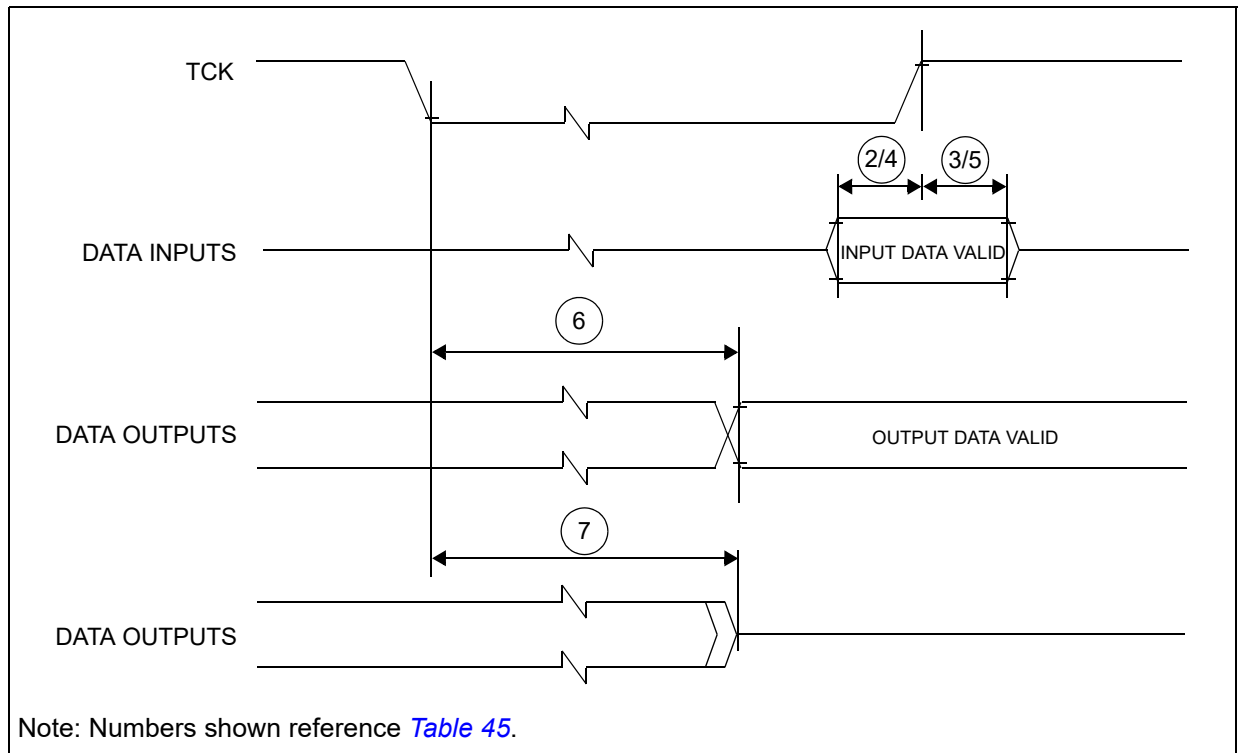 TCK
2/4
3/5
DATA INPUTS
INPUT DATA VALID
6
DATA OUTPUTS
OUTPUT DATA VALID
7
DATA OUTPUTS
Note: Numbers shown reference Table 45.